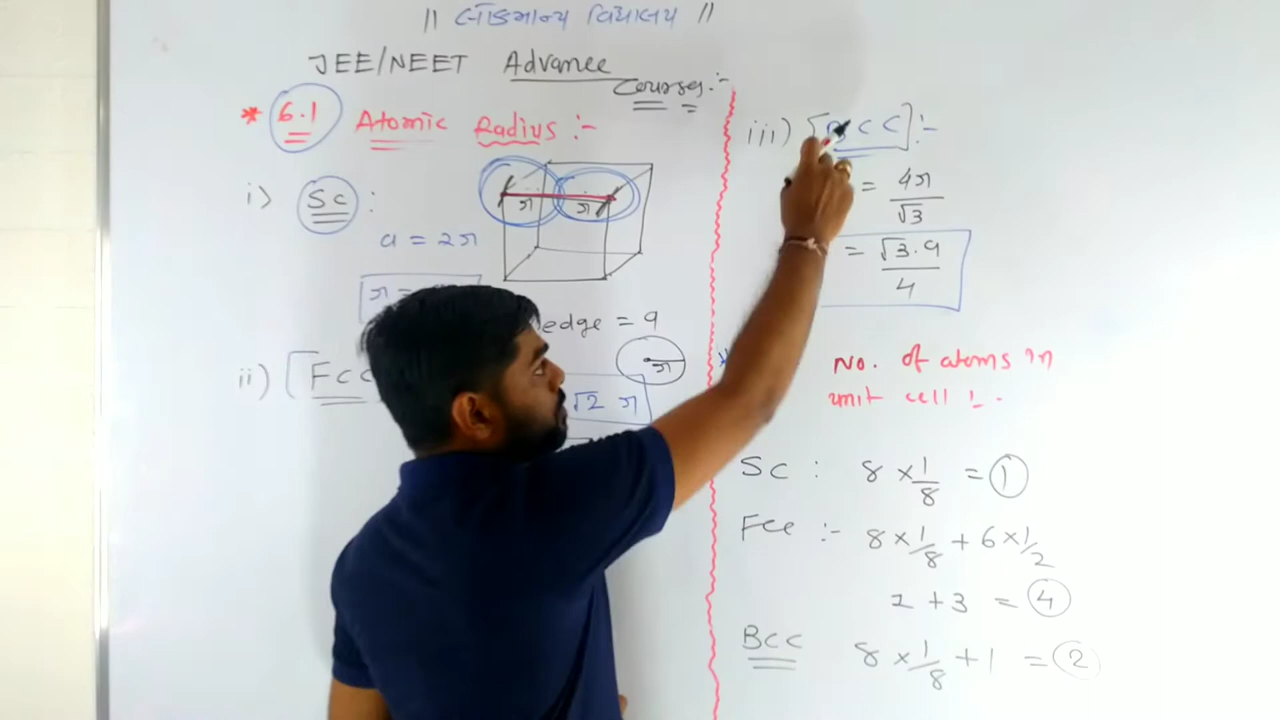 || લોકમાન્ય વિદ્યાલય ||
JEE/NEET Advance
Courses:-
* 6.1 Atomic Radius :-
i) Sc :
r r
a = 2r
r =
edge = a
r
ii) [FCC
√2 r
iii) [BCC] :-
= 4r/√3
= √3.a/4
No. of atoms in
unit cell :-
SC : 8 × 1/8 = 1
Fcc :- 8 × 1/8 + 6 × 1/2
1 + 3 = 4
BCC 8 × 1/8 + 1 = 2